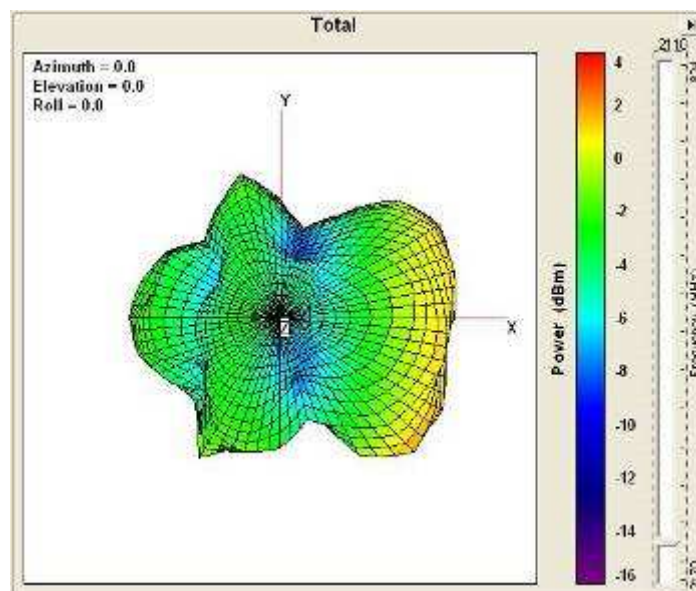 Total
Azimuth = 0.0
Elevation = 0.0
Roll = 0.0
Y
X
Z
Power (dBm)
4
2
0
-2
-4
-6
-8
-10
-12
-14
-16
2110